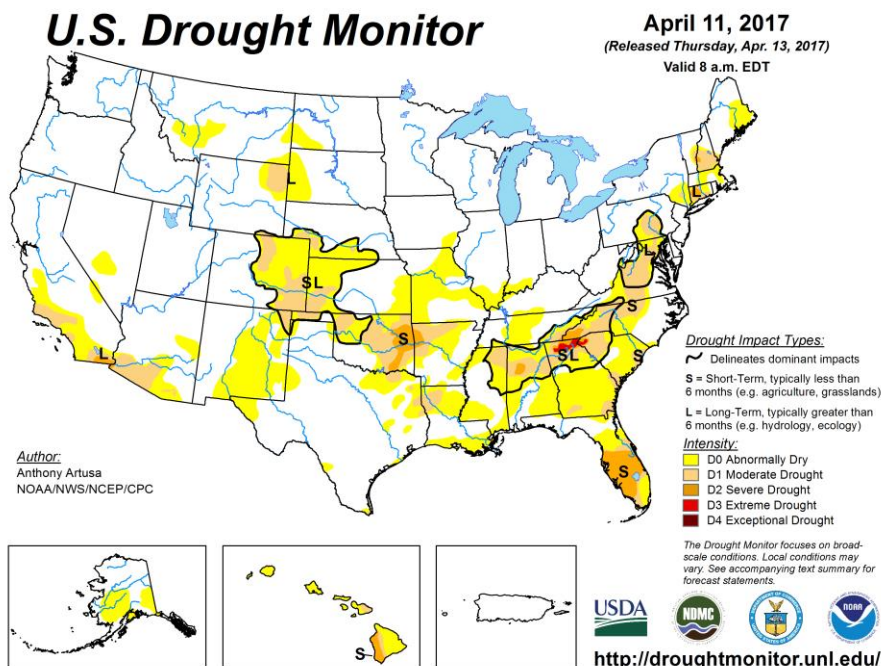 U.S. Drought Monitor
April 11, 2017
(Released Thursday, Apr. 13, 2017)
Valid 8 a.m. EDT
L
L
L
SL
S
S
L
SL
S
S
Drought Impact Types:
Delineates dominant impacts
S = Short-Term, typically less than
6 months (e.g. agriculture, grasslands)
L = Long-Term, typically greater than
6 months (e.g. hydrology, ecology)
Intensity:
D0 Abnormally Dry
D1 Moderate Drought
D2 Severe Drought
D3 Extreme Drought
D4 Exceptional Drought
Author:
Anthony Artusa
NOAA/NWS/NCEP/CPC
The Drought Monitor focuses on broad-
scale conditions. Local conditions may
vary. See accompanying text summary for
forecast statements.
S
USDA
NDMC
NOAA
http://droughtmonitor.unl.edu/